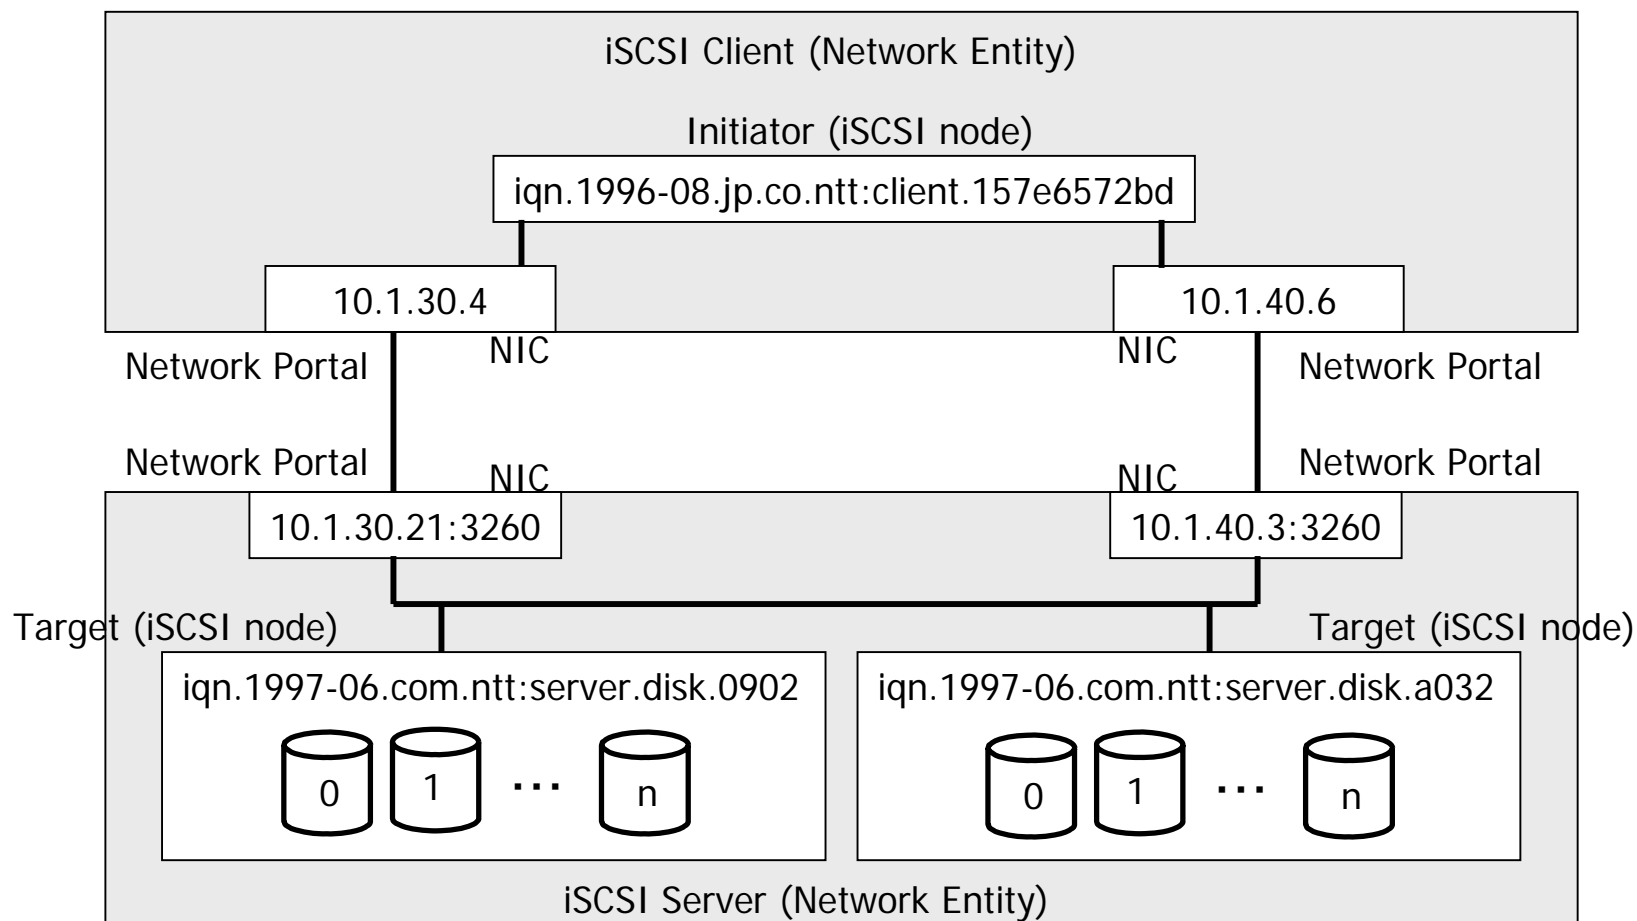 iSCSI Client (Network Entity)
Initiator (iSCSI node)
iqn.1996-08.jp.co.ntt:client.157e6572bd
10.1.30.4
10.1.40.6
Network Portal
NIC
NIC
Network Portal
Network Portal
NIC
NIC
Network Portal
10.1.30.21:3260
10.1.40.3:3260
Target (iSCSI node)
Target (iSCSI node)
iqn.1997-06.com.ntt:server.disk.0902
iqn.1997-06.com.ntt:server.disk.a032
0
1
...
n
0
1
...
n
iSCSI Server (Network Entity)